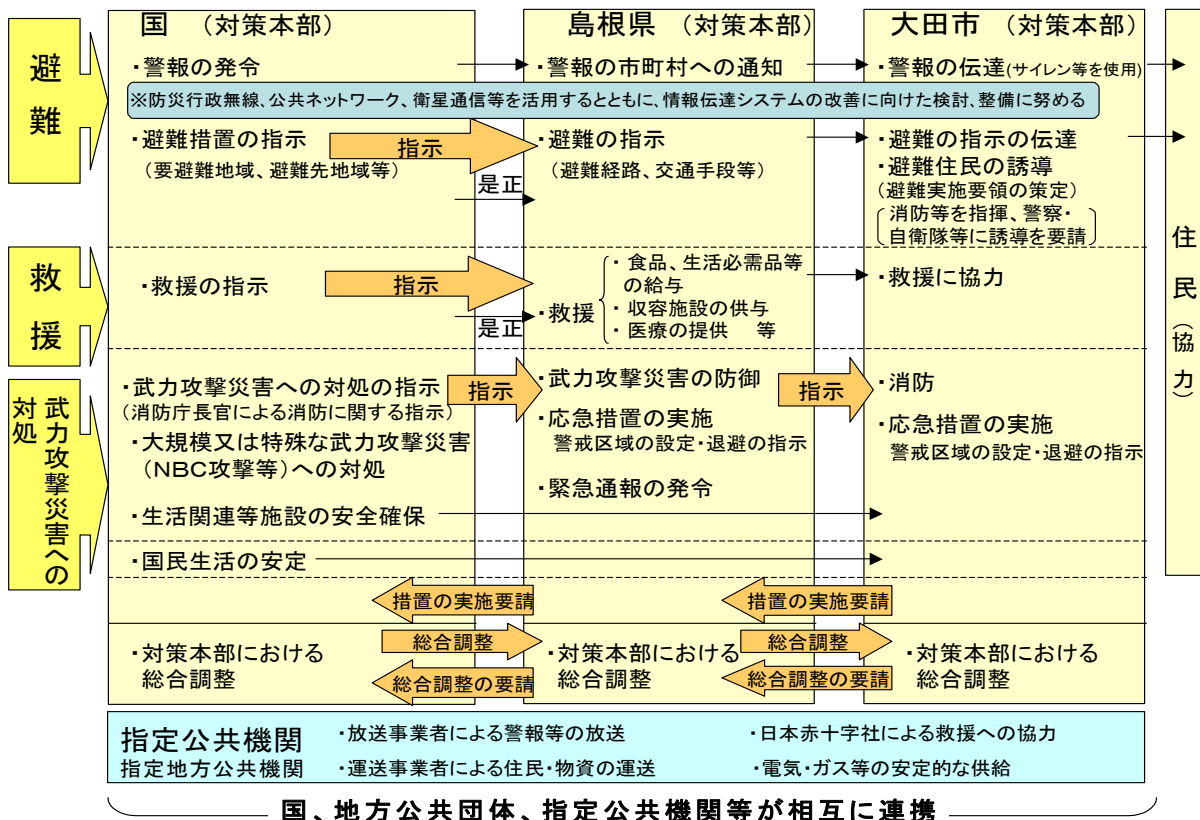 避難
国 (対策本部)
島根県 (対策本部)
大田市 (対策本部)
・警報の発令
・警報の市町村への通知
・警報の伝達(サイレン等を使用)
※防災行政無線、公共ネットワーク、衛星通信等を活用するとともに、情報伝達システムの改善に向けた検討、整備に努める
・避難措置の指示
(要避難地域、避難先地域等)
指示
是正
・避難の指示
(避難経路、交通手段等)
・避難の指示の伝達
・避難住民の誘導
(避難実施要領の策定)
消防等を指揮、警察・
自衛隊等に誘導を要請
住民(協力)
救援
・救援の指示
指示
是正
・救援
・食品、生活必需品等
の給与
・収容施設の供与
・医療の提供 等
・救援に協力
武力攻撃災害への
対処
・武力攻撃災害への対処の指示
(消防庁長官による消防に関する指示)
指示
・武力攻撃災害の防御
指示
・消防
・大規模又は特殊な武力攻撃災害
(NBC攻撃等)への対処
・応急措置の実施
警戒区域の設定・退避の指示
・応急措置の実施
警戒区域の設定・退避の指示
・緊急通報の発令
・生活関連等施設の安全確保
・国民生活の安定
措置の実施要請
措置の実施要請
・対策本部における
総合調整
総合調整
総合調整の要請
・対策本部における
総合調整
総合調整
総合調整の要請
・対策本部における
総合調整
指定公共機関
指定地方公共機関
・放送事業者による警報等の放送
・日本赤十字社による救援への協力
・運送事業者による住民・物資の運送
・電気・ガス等の安定的な供給
国、地方公共団体、指定公共機関等が相互に連携